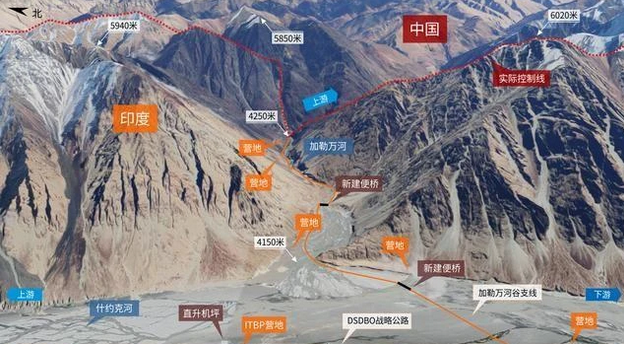 北
5940米
5850米
中国
6020米
实际控制线
印度
上游
4250米
营地
加勒万河
营地
新建便桥
营地
4150米
营地
新建便桥
上游
什约克河
直升机坪
ITBP营地
DSDBO战略公路
加勒万河谷支线
下游
营地